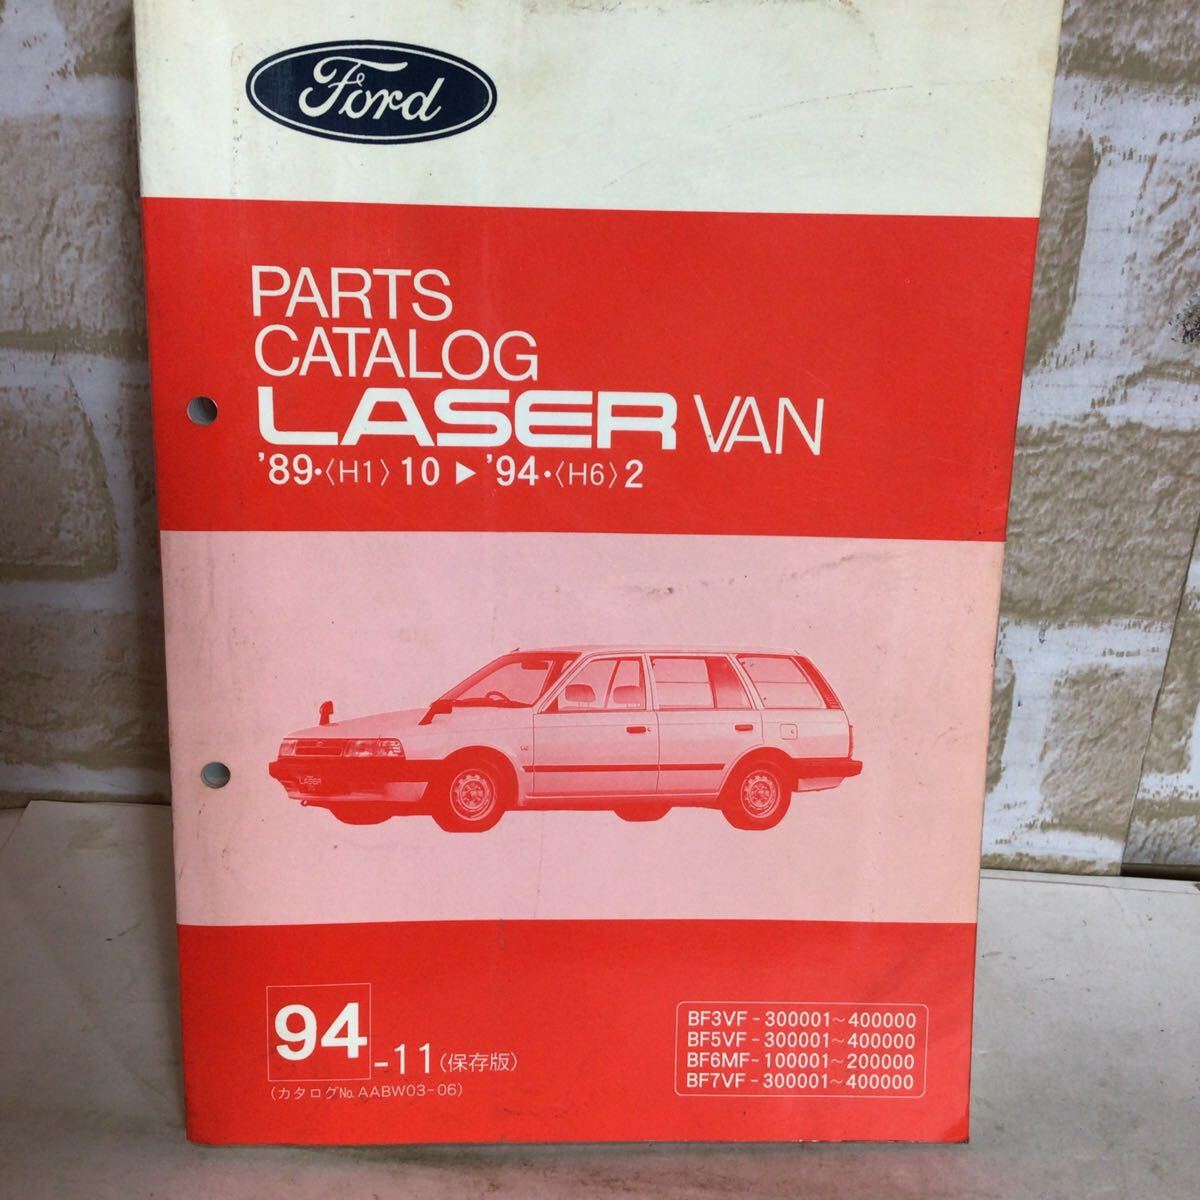 Ford
PARTS
CATALOG
LASER VAN
'89・〈H1〉10 ▶ '94・〈H6〉2
LASER
94-11(保存版)
(カタログNo.AABW03-06)
BF3VF-300001～400000
BF5VF-300001～400000
BF6MF-100001～200000
BF7VF-300001～400000